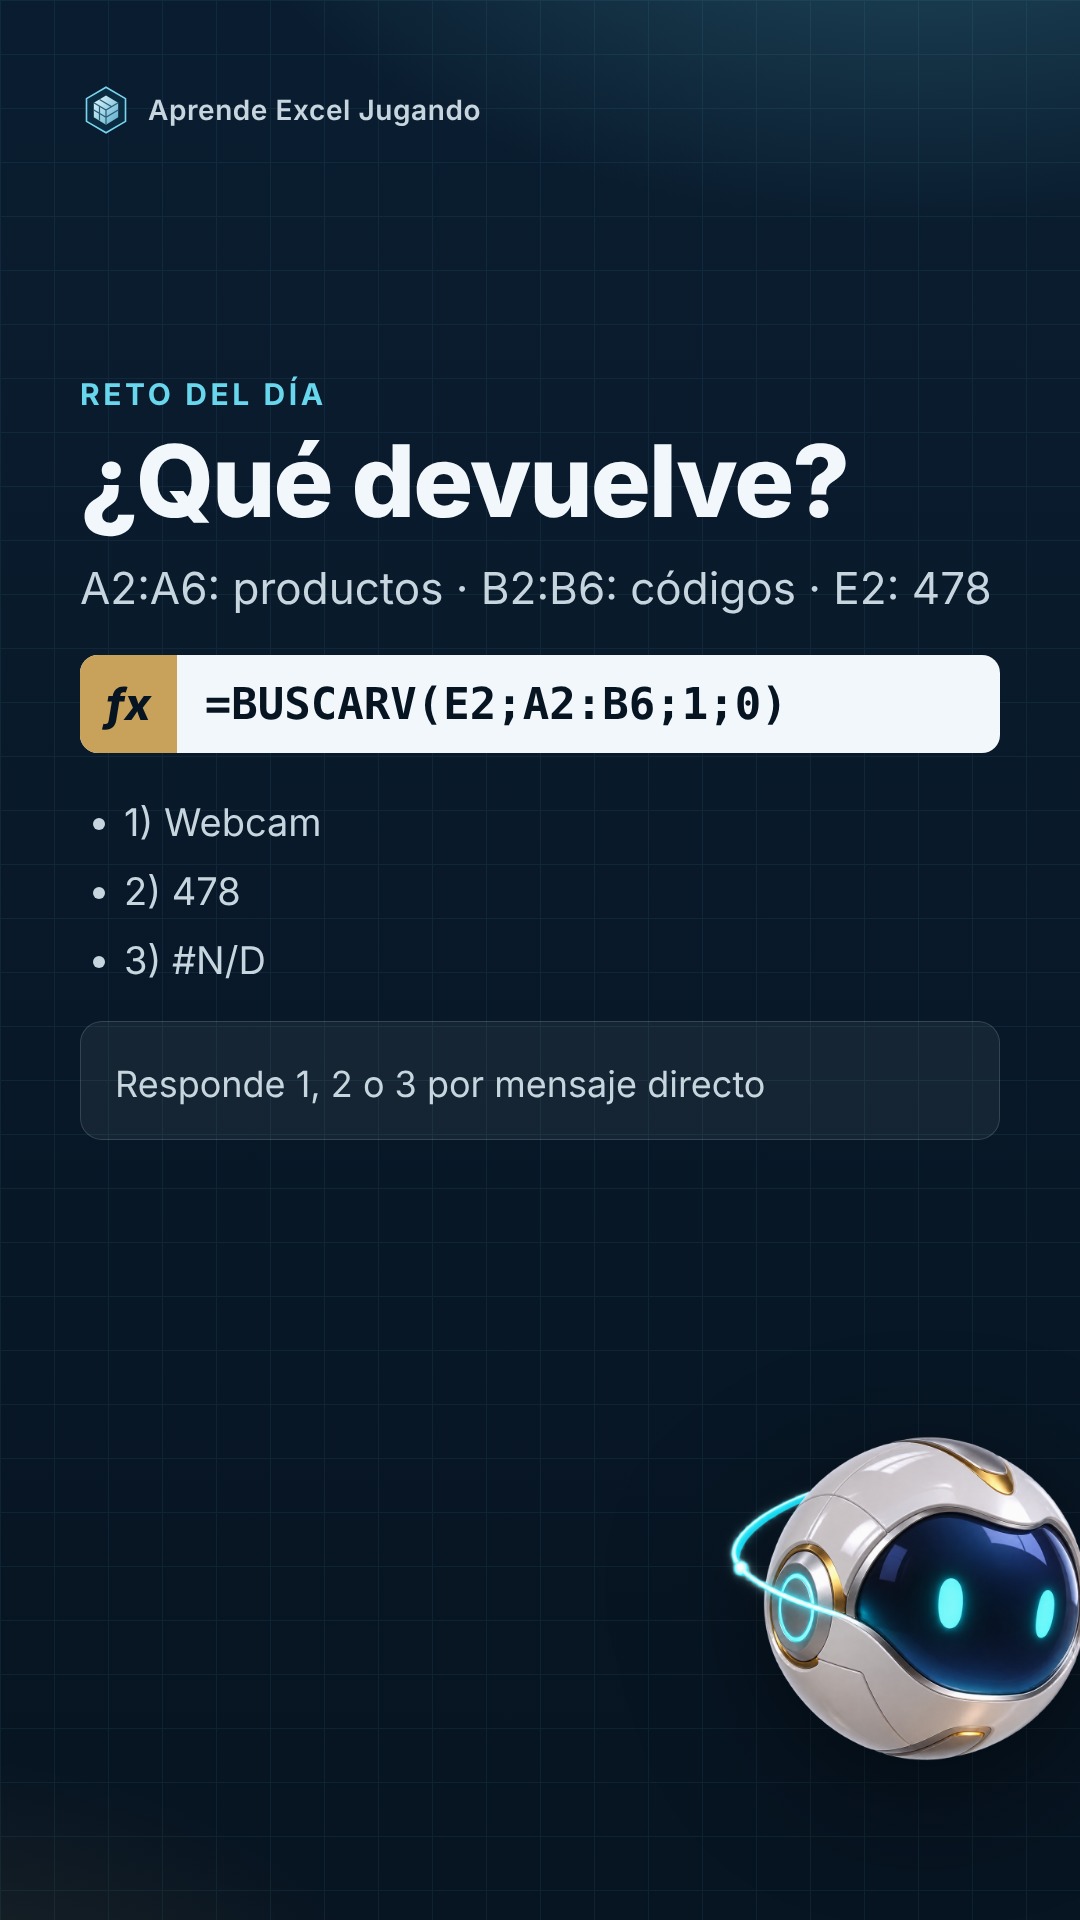 Aprende Excel Jugando
RETO DEL DÍA
¿Qué devuelve?
A2:A6: productos · B2:B6: códigos · E2: 478
fx =BUSCARV(E2;A2:B6;1;0)
• 1) Webcam
• 2) 478
• 3) #N/D
Responde 1, 2 o 3 por mensaje directo